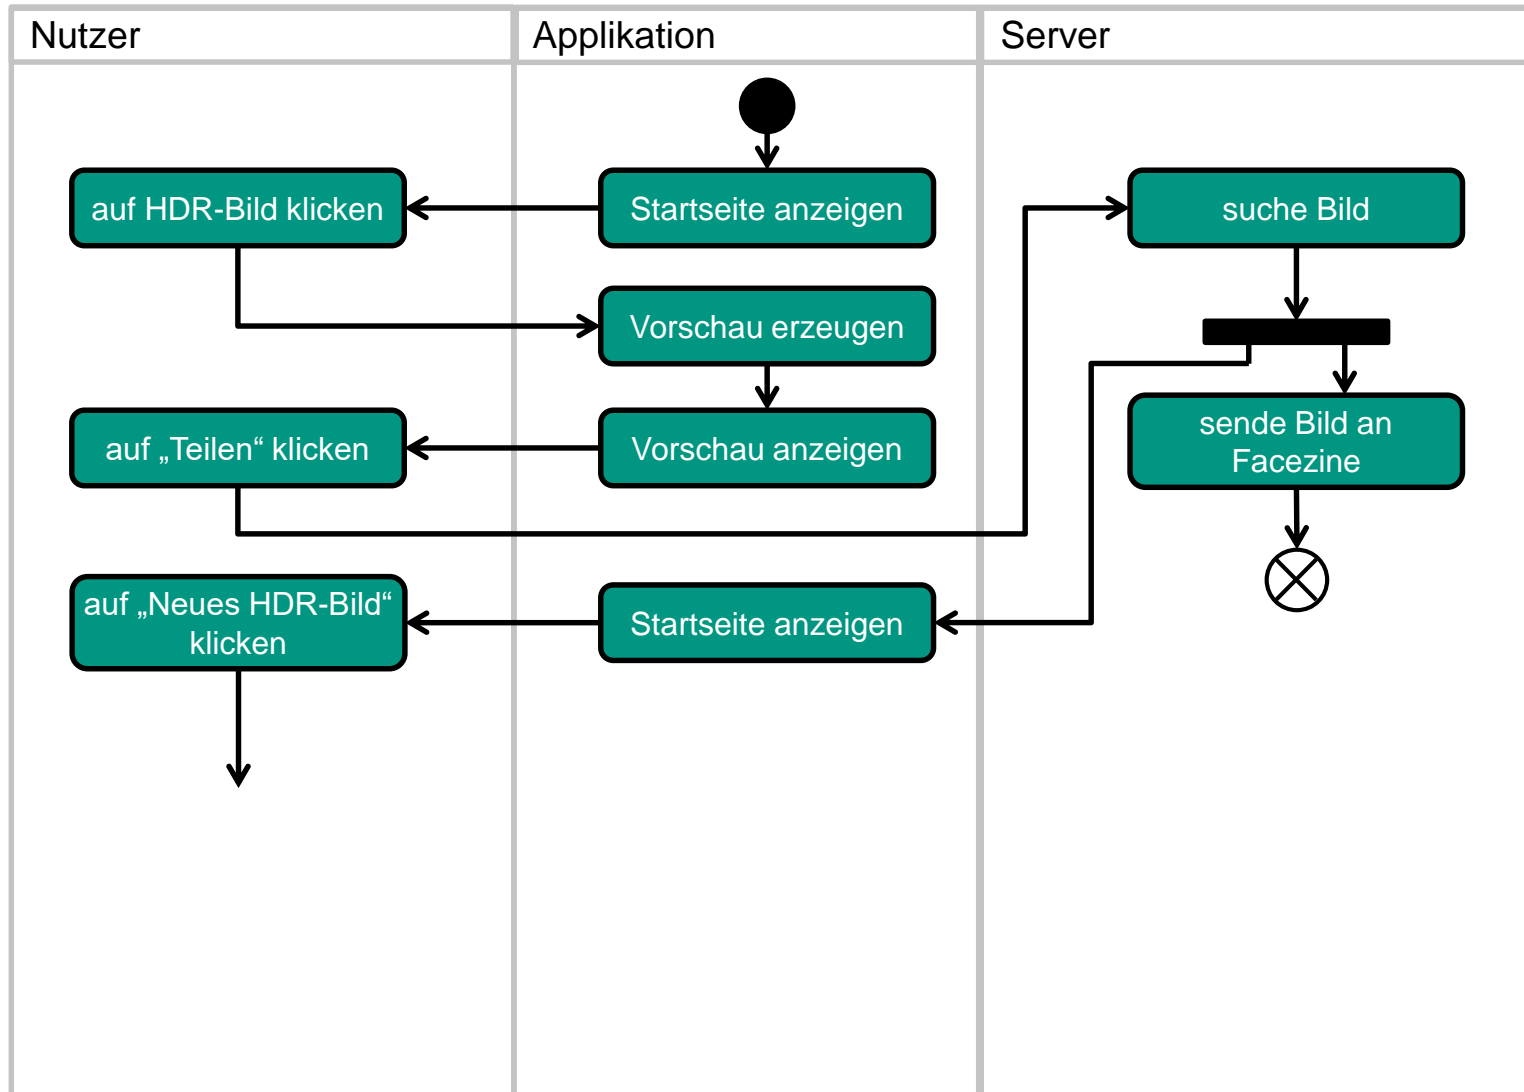 Nutzer
Applikation
Server
auf HDR-Bild klicken
Startseite anzeigen
suche Bild
Vorschau erzeugen
auf „Teilen“ klicken
Vorschau anzeigen
sende Bild an
Facezine
auf „Neues HDR-Bild“
klicken
Startseite anzeigen